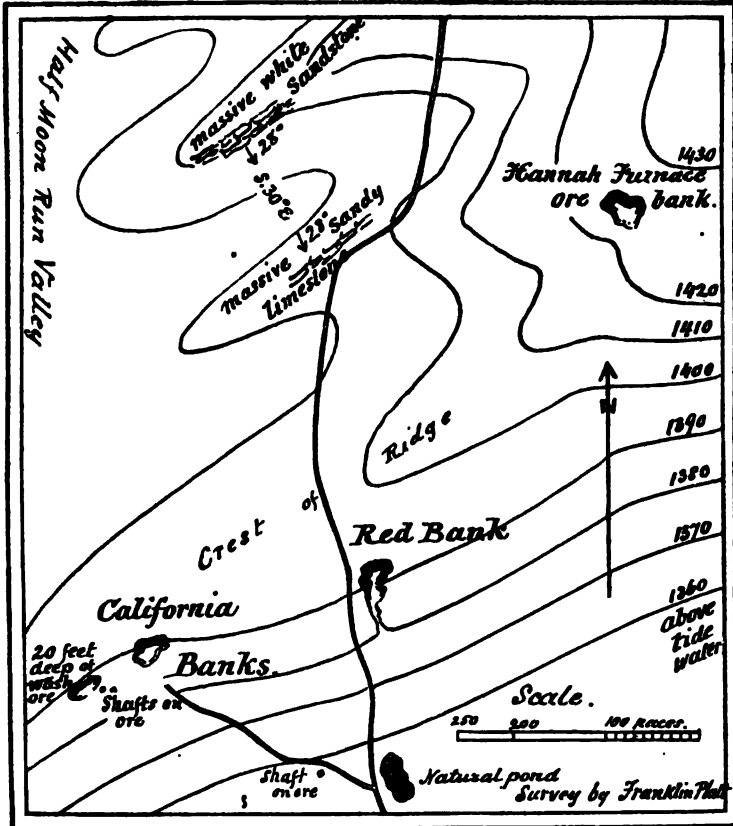 Half Moon Run Valley
massive white
sandstone
28°
S.30°E
28° sandy
massive
limestone
1430
Hannah Furnace
ore bank.
1420
1410
1400
1390
1380
1370
1360
above
tide
water
N
Ridge
of
Crest
Red Bank
California
Banks.
20 feet
deep of
wash
ore
Shafts on
ore
Shaft
on ore
Scale.
250 200 100 paces.
Natural pond
Survey by Franklin Platt